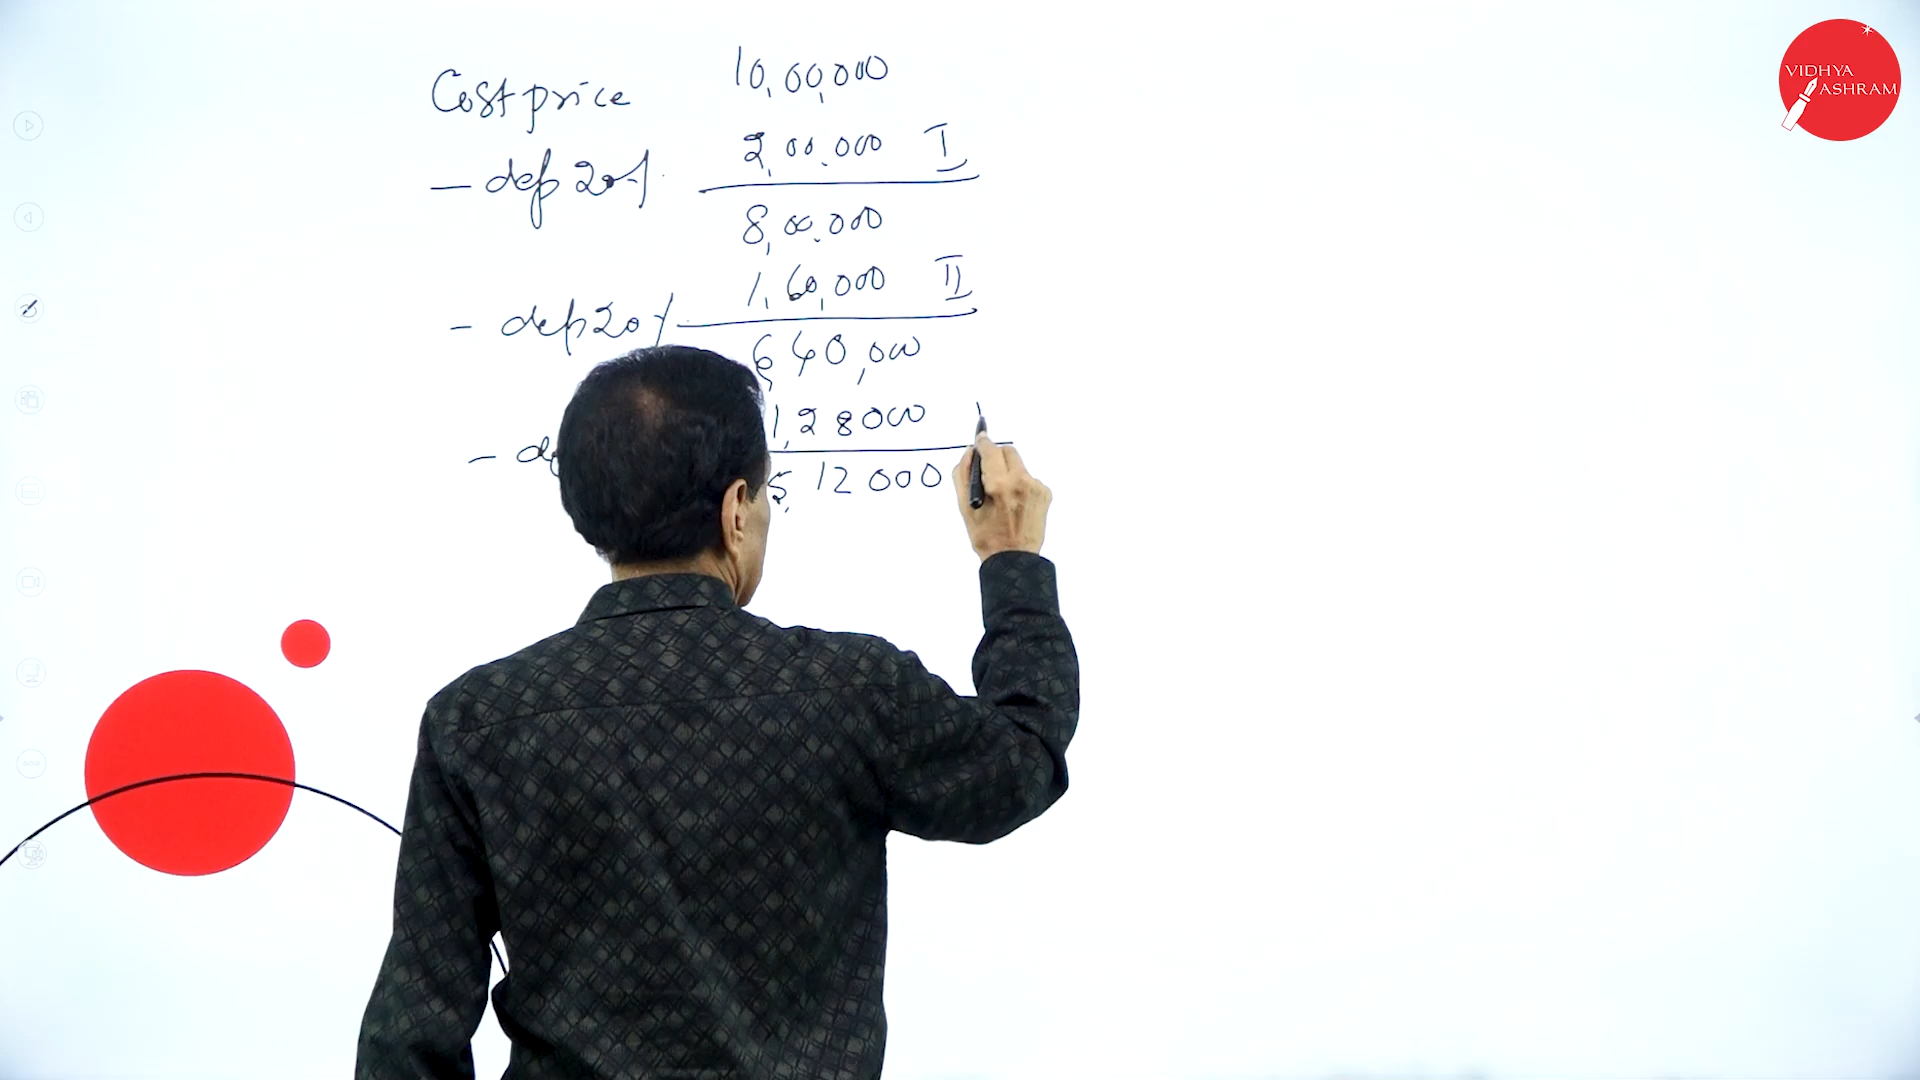 VIDHYA
ASHRAM
Cost price 10,00,000
- dep 20% 2,00,000 I
8,00,000
- dep 20% 1,60,000 II
6,40,000
- 1,28000
5,12000